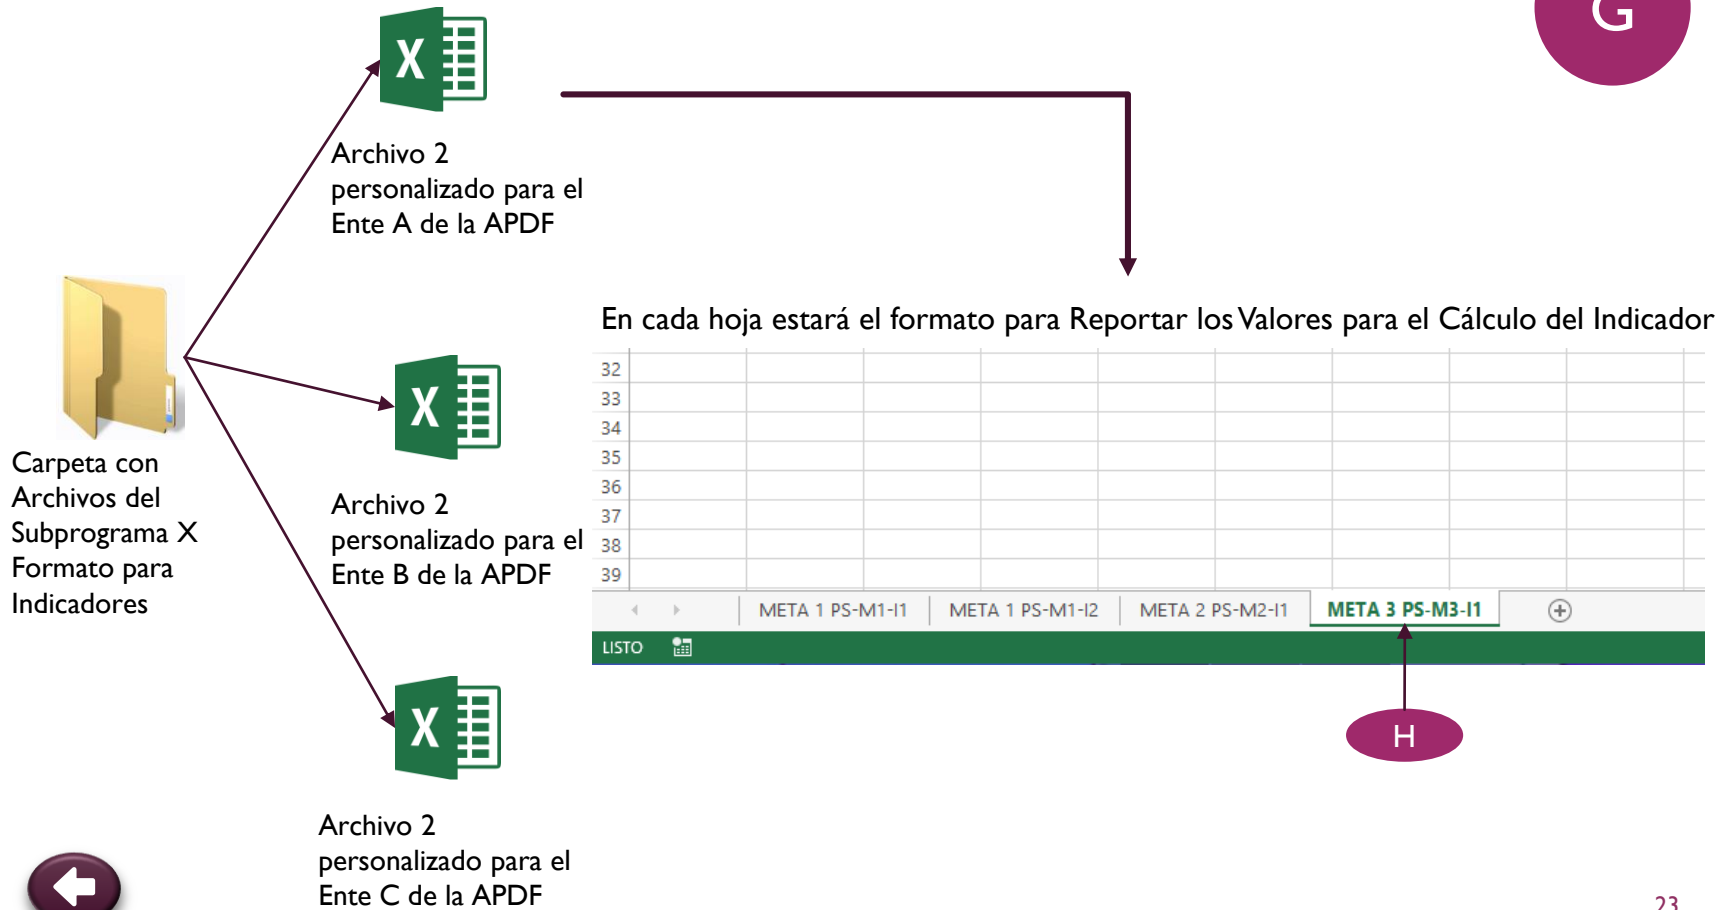 G
X
Archivo 2
personalizado para el
Ente A de la APDF
En cada hoja estará el formato para Reportar los Valores para el Cálculo del Indicador
32
33
34
35
36
37
38
39
META 1 PS-M1-I1
META 1 PS-M1-I2
META 2 PS-M2-I1
META 3 PS-M3-I1
LISTO
H
Carpeta con
Archivos del
Subprograma X
Formato para
Indicadores
X
Archivo 2
personalizado para el
Ente B de la APDF
X
Archivo 2
personalizado para el
Ente C de la APDF
23